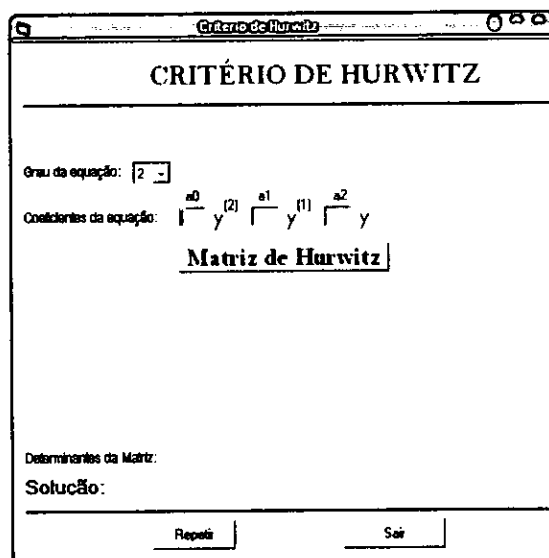 Criterio de Hurwitz
CRITÉRIO DE HURWITZ
Grau da equação: 2
a0 a1 a2
Coeficientes da equação: y(2) y(1) y
Matriz de Hurwitz
Determinantes da Matriz:
Solucão:
Repetir Sair